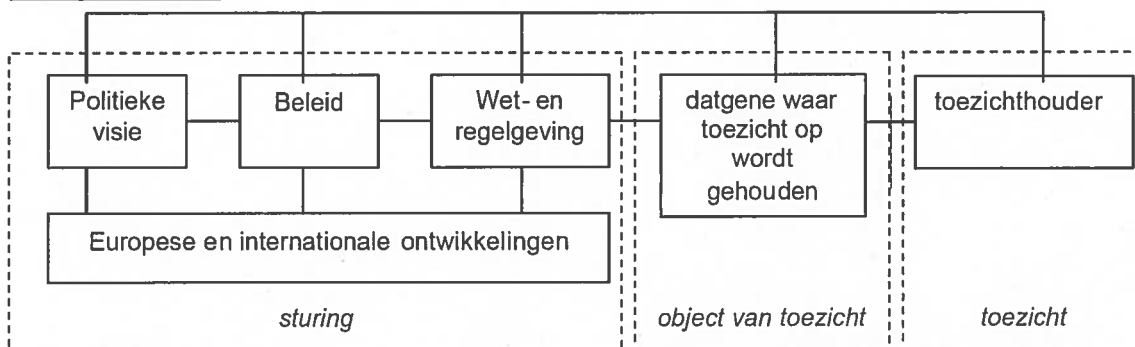 Politieke
visie
Beleid
Wet- en
regelgeving
datgene waar
toezicht op
wordt
gehouden
toezichthouder
Europese en internationale ontwikkelingen
sturing
object van toezicht
toezicht